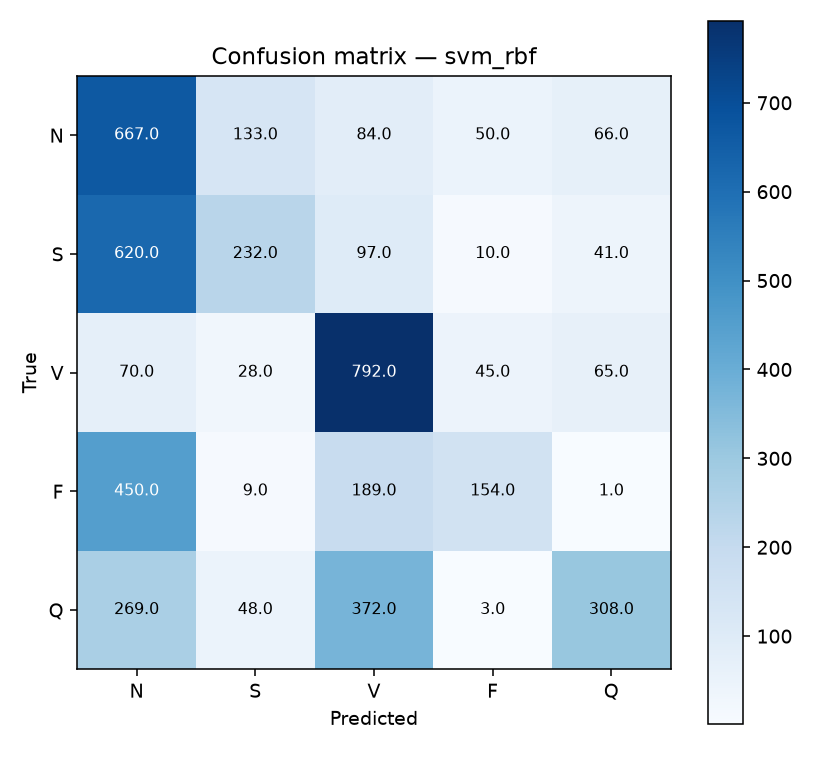 Confusion matrix — svm_rbf
N 667.0 133.0 84.0 50.0 66.0
S 620.0 232.0 97.0 10.0 41.0
V 70.0 28.0 792.0 45.0 65.0
F 450.0 9.0 189.0 154.0 1.0
Q 269.0 48.0 372.0 3.0 308.0
N S V F Q
Predicted
True
700
600
500
400
300
200
100